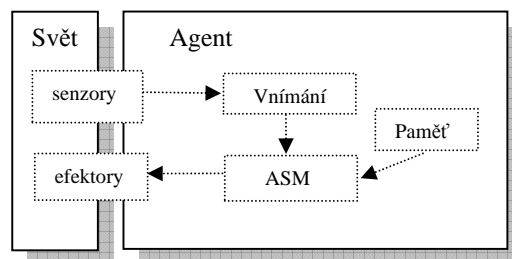 Svět
Agent
senzory
Vnímání
Paměť
efektory
ASM